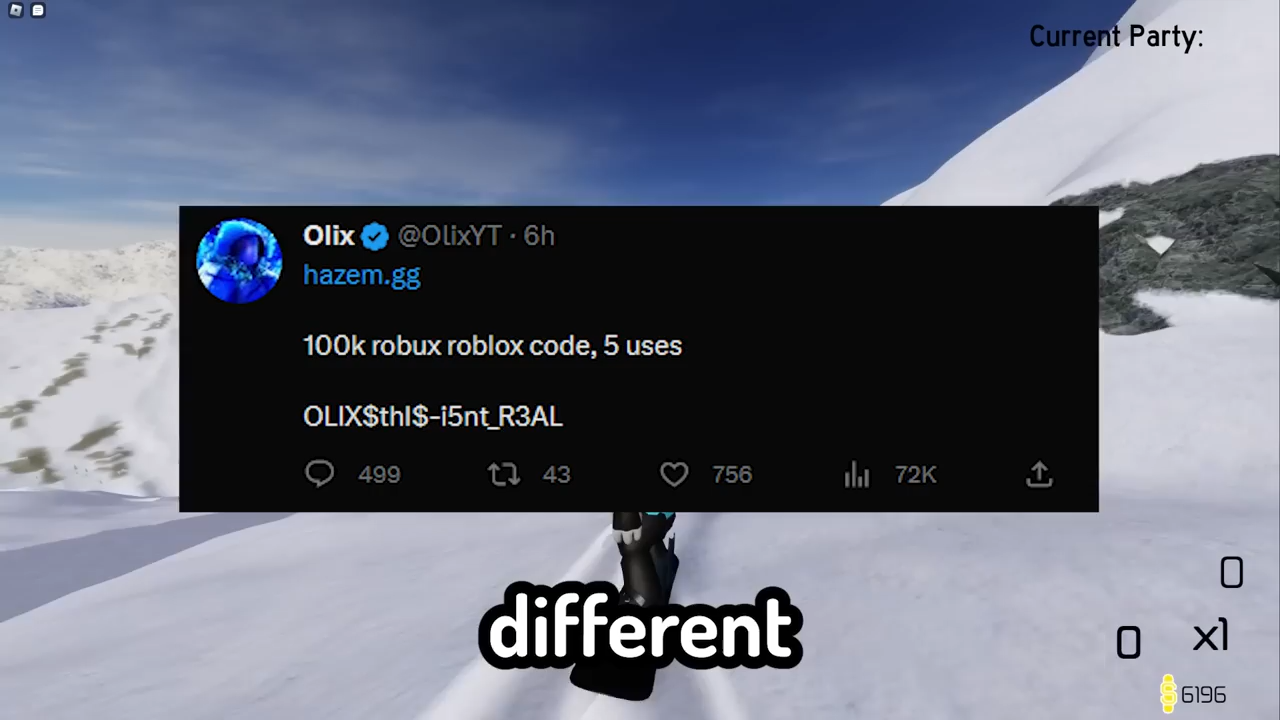 Current Party:
Olix @OlixYT · 6h
hazem.gg
100k robux roblox code, 5 uses
OLIX$thI$-i5nt_R3AL
499 43 756 72K
different
0
0 x1
6196